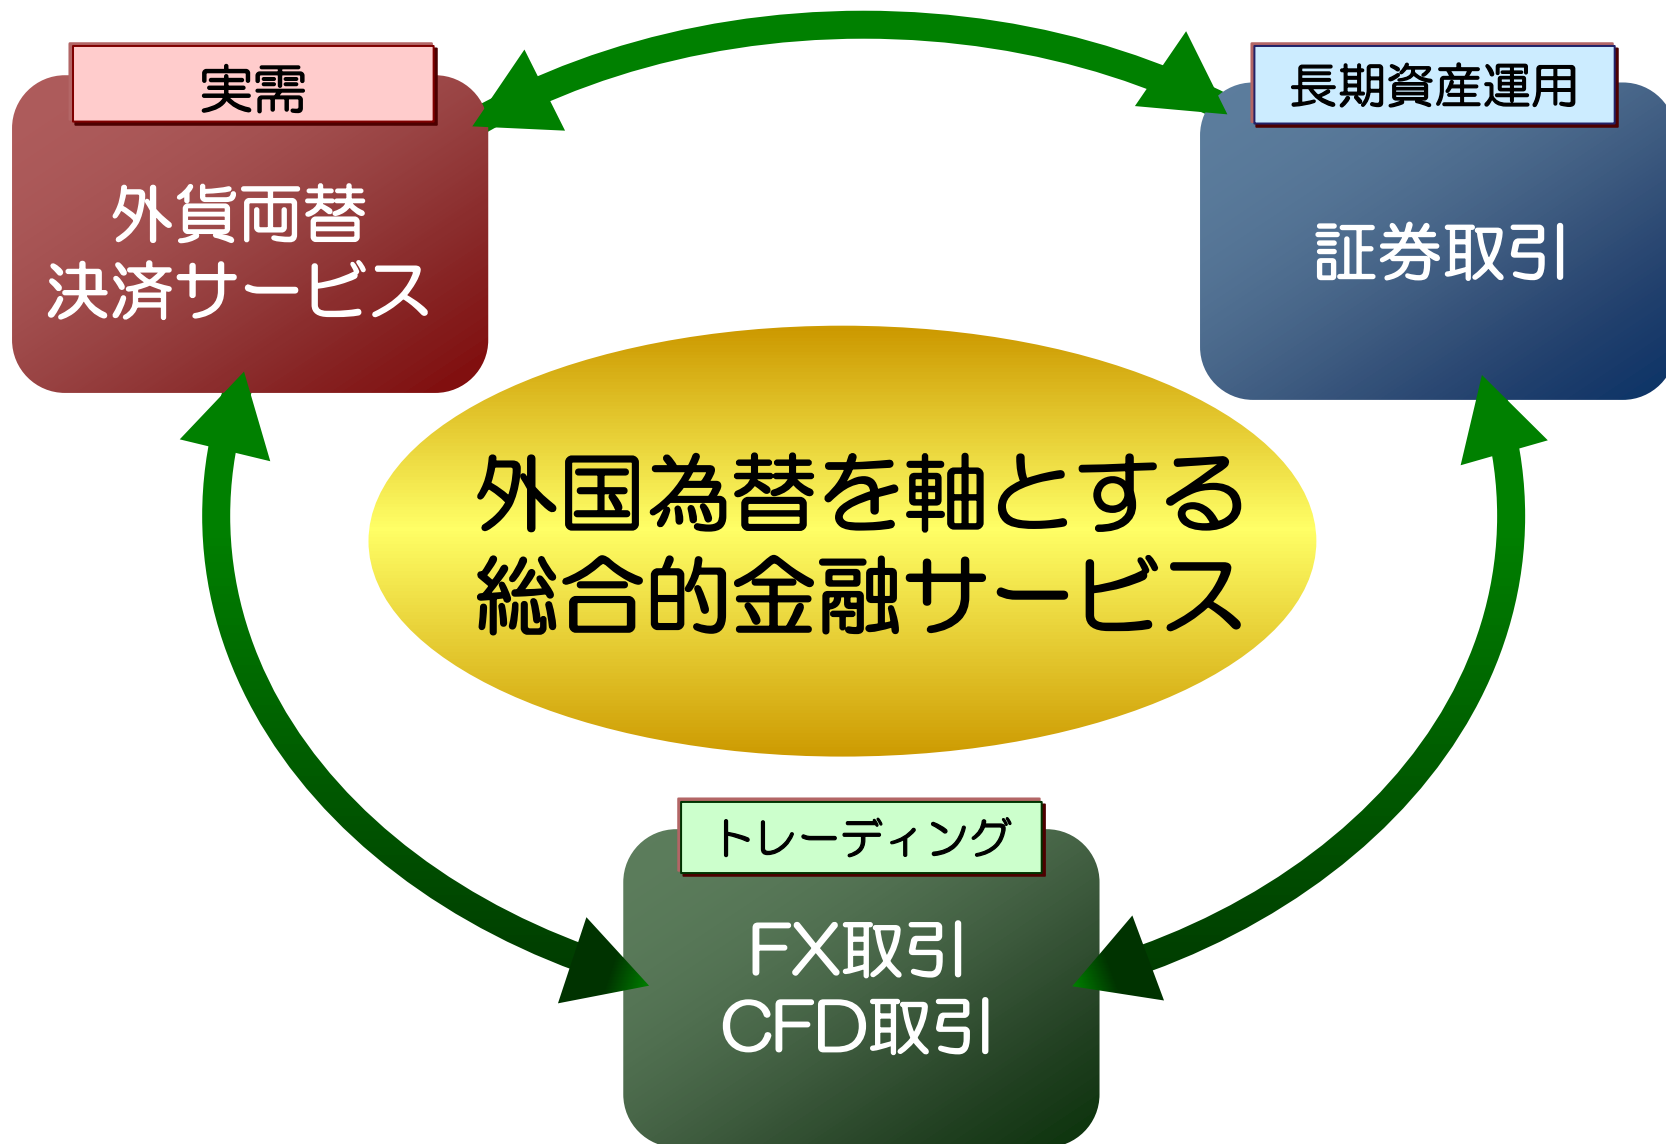 実需
外貨両替
決済サービス
長期資産運用
証券取引
外国為替を軸とする
総合的金融サービス
トレーディング
FX取引
CFD取引